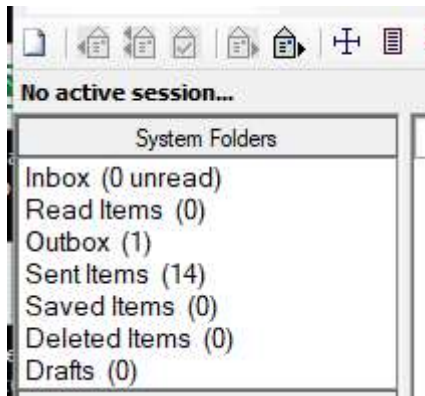 No active session...
System Folders
Inbox (0 unread)
Read Items (0)
Outbox (1)
Sent Items (14)
Saved Items (0)
Deleted Items (0)
Drafts (0)